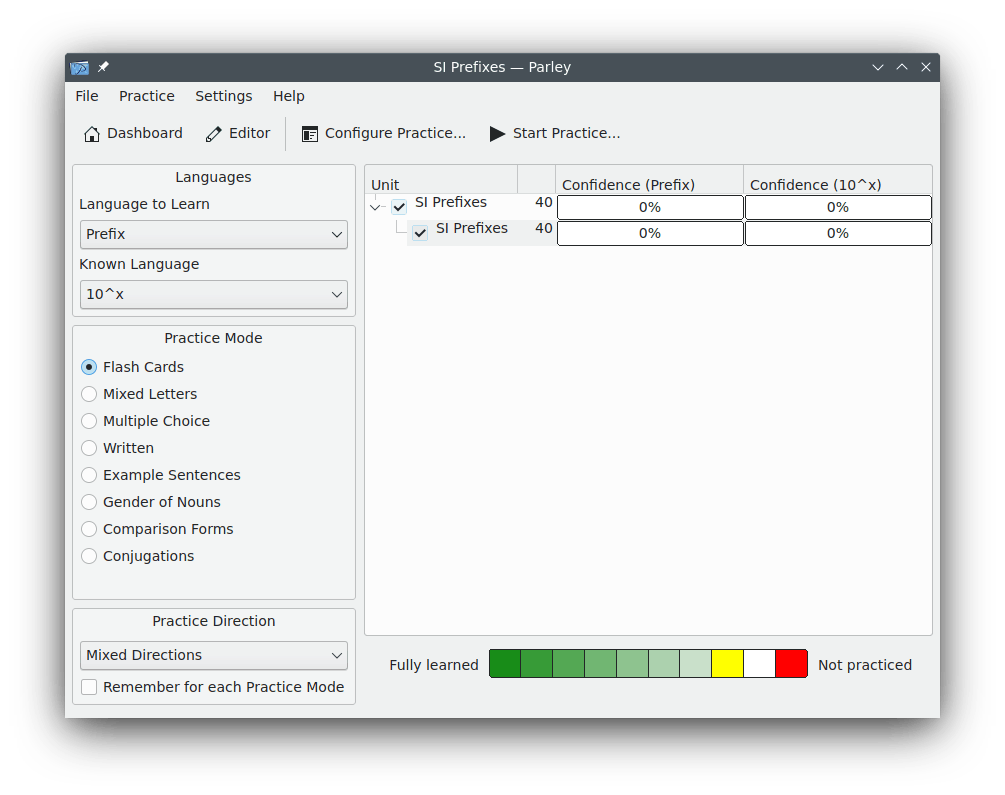 SI Prefixes — Parley
File Practice Settings Help
Dashboard Editor Configure Practice... Start Practice...
Languages
Language to Learn
Prefix
Known Language
10^x
Practice Mode
Flash Cards
Mixed Letters
Multiple Choice
Written
Example Sentences
Gender of Nouns
Comparison Forms
Conjugations
Practice Direction
Mixed Directions
Remember for each Practice Mode
Unit Confidence (Prefix) Confidence (10^x)
SI Prefixes 40 0% 0%
SI Prefixes 40 0% 0%
Fully learned Not practiced